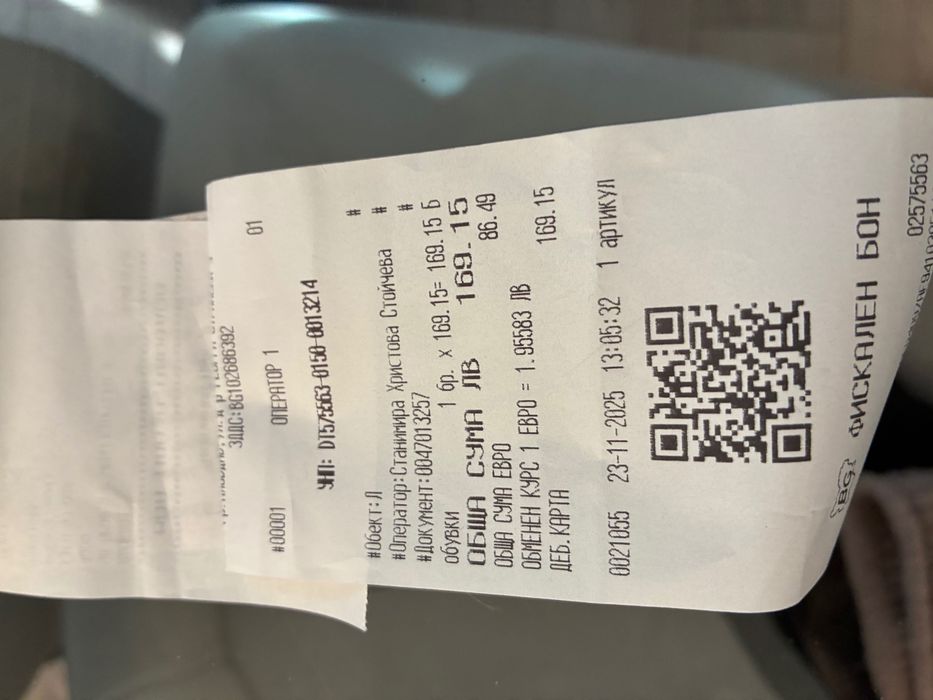 ЗДДС:BG102686392
#00001 ОПЕРАТОР 1 01
УНП: DT575563-0150-0013214
#Обект:Л #
#Оператор:Станимира Христова Стойчева #
#Документ:0047013257 #
обувки 1 бр. x 169.15= 169.15 Б
ОБЩА СУМА ЛВ 169.15
ОБЩА СУМА ЕВРО 86.49
ОБМЕНЕН КУРС 1 ЕВРО = 1.95583 ЛВ
ДЕБ.КАРТА 169.15
0021055 23-11-2025 13:05:32 1 артикул
BG ФИСКАЛЕН БОН
02575563